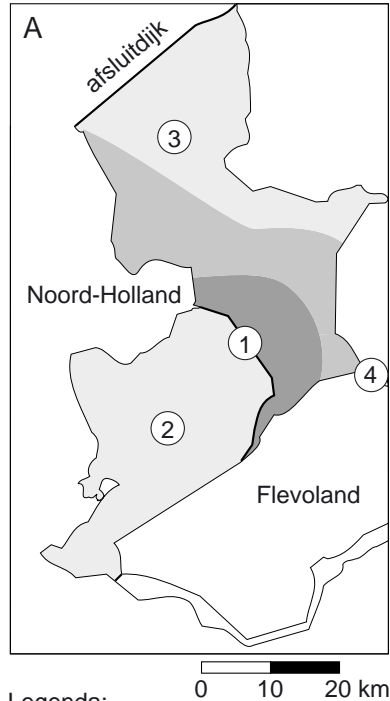 A
afsluitdijk
3
Noord-Holland
1
4
2
Flevoland
0 10 20 km
Legenda: